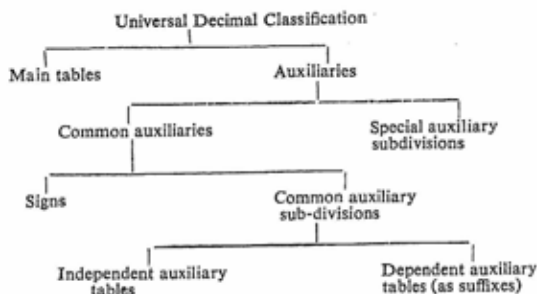 Universal Decimal Classification
Main tables
Auxiliaries
Common auxiliaries
Special auxiliary
subdivisions
Signs
Common auxiliary
sub-divisions
Independent auxiliary
tables
Dependent auxiliary
tables (as suffixes)